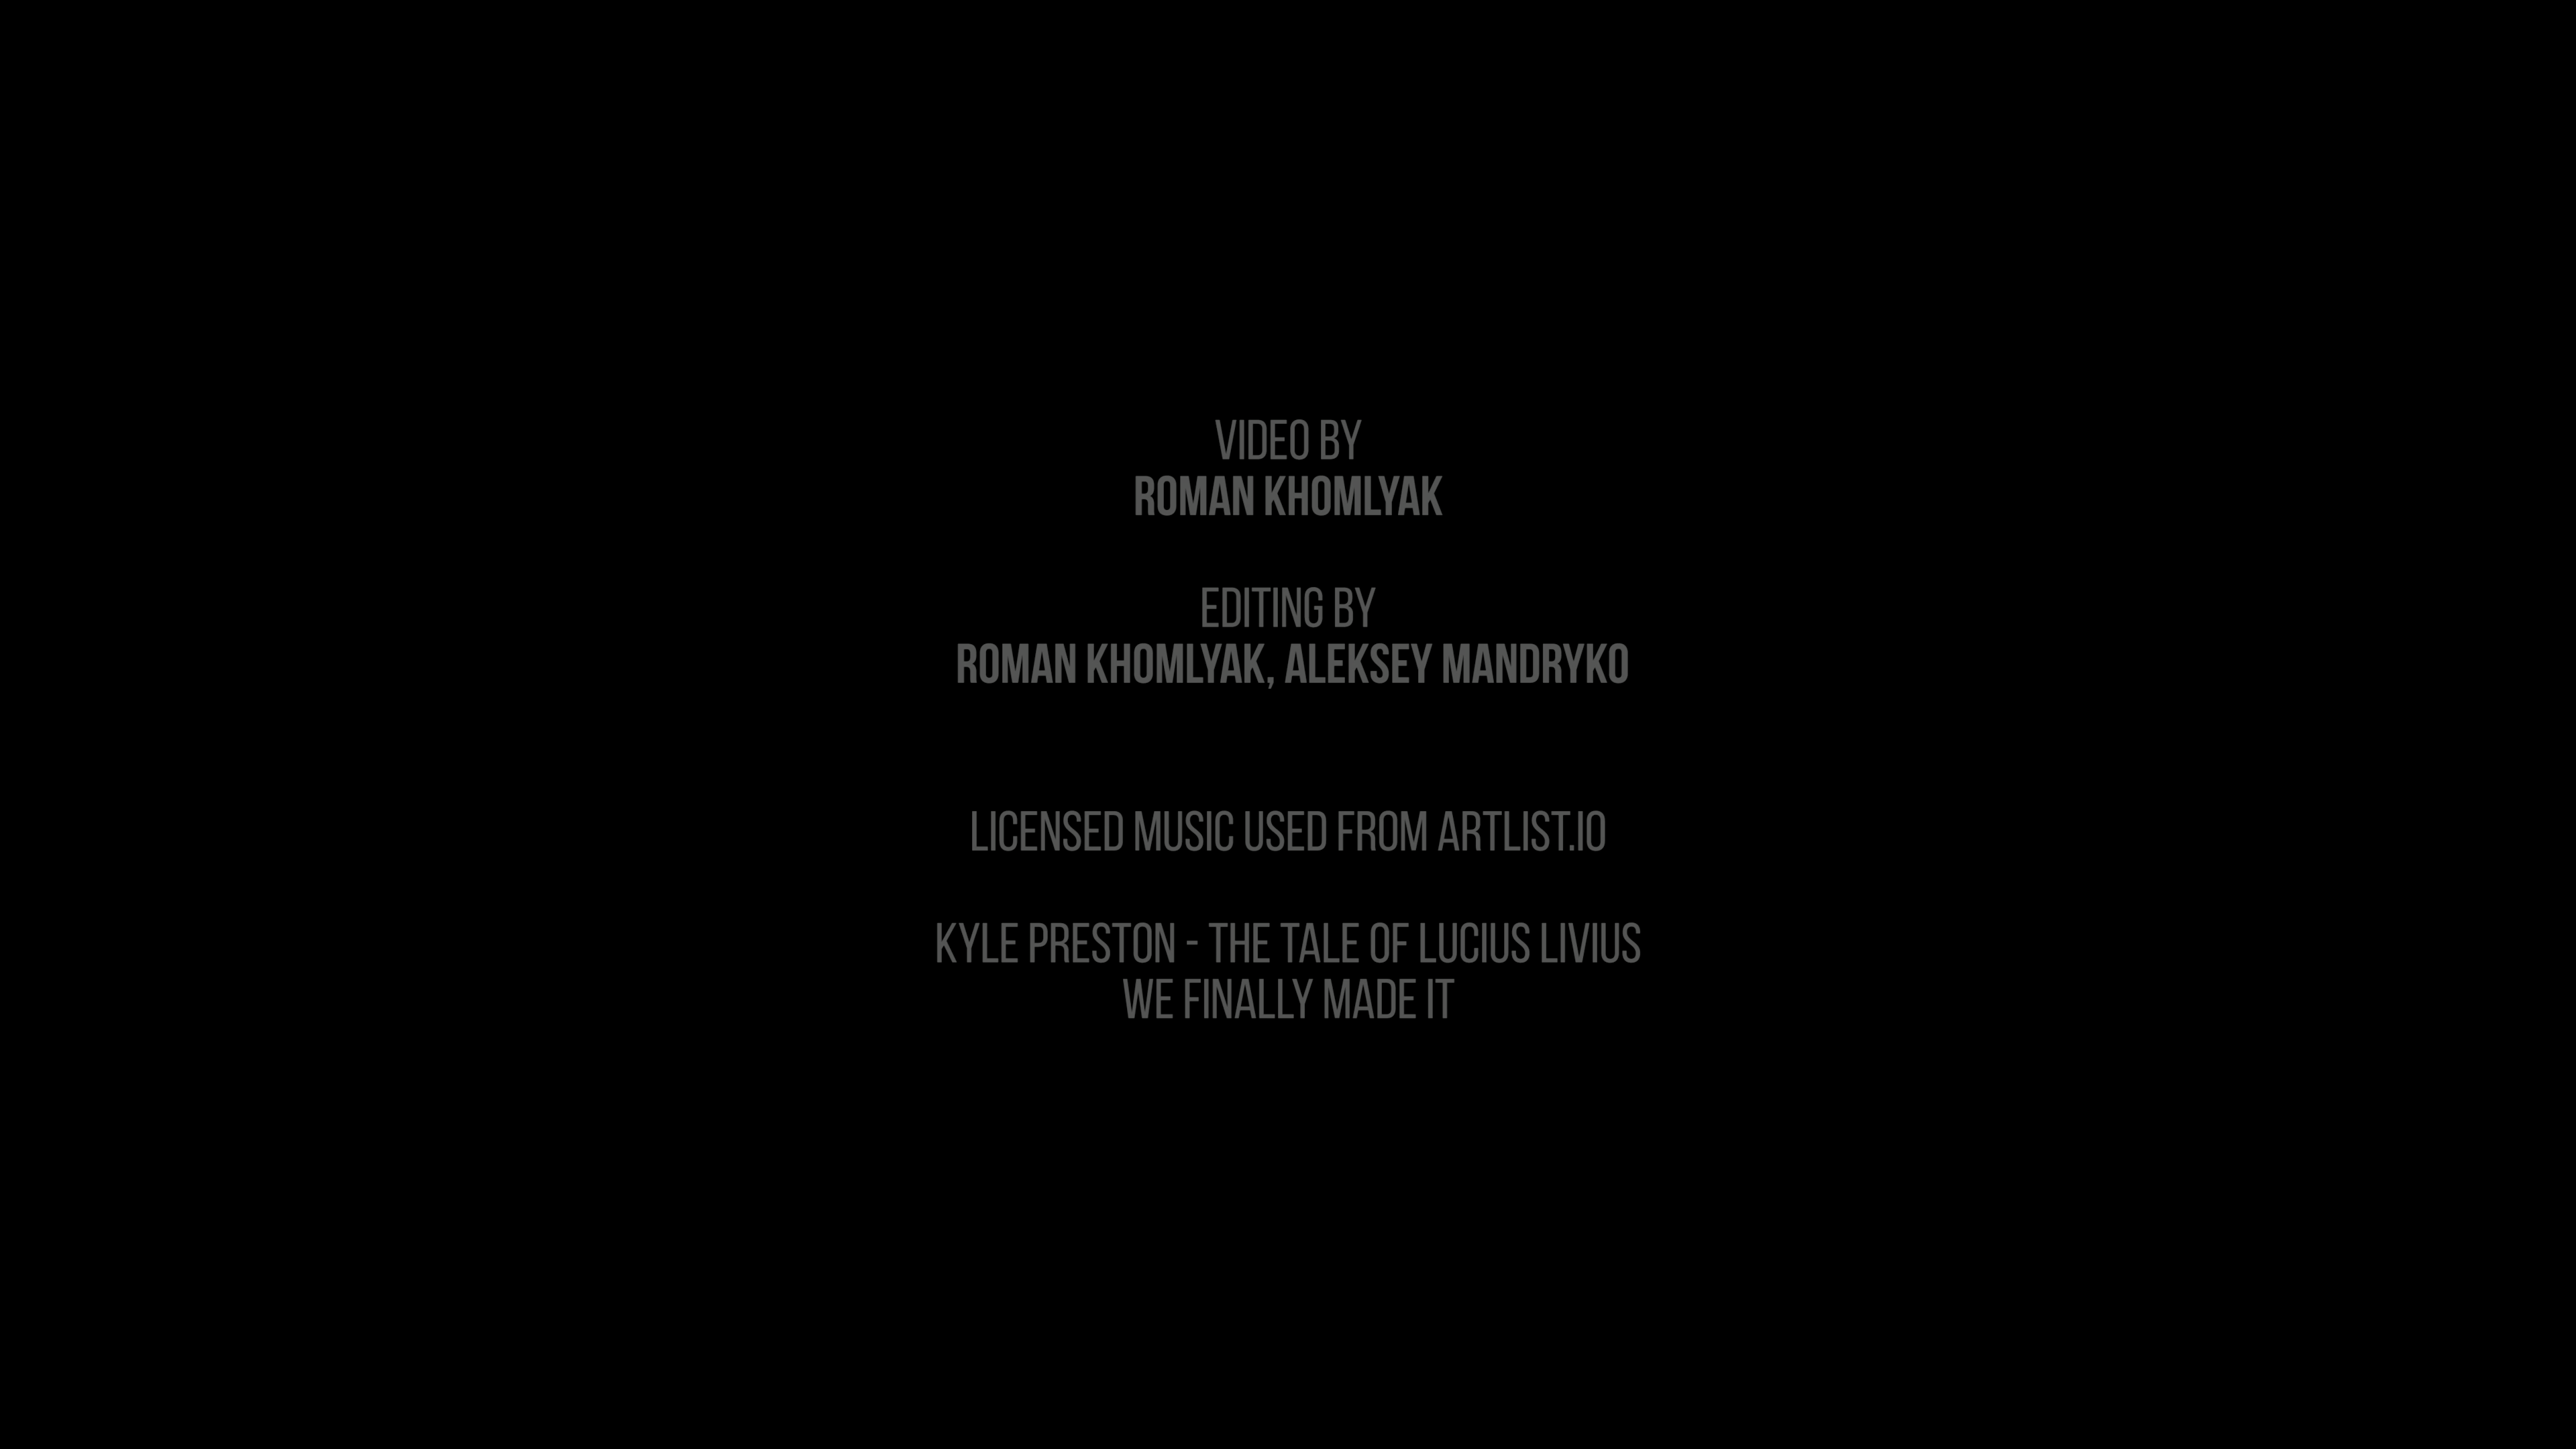 VIDEO BY
ROMAN KHOMLYAK
EDITING BY
ROMAN KHOMLYAK, ALEKSEY MANDRYKO
LICENSED MUSIC USED FROM ARTLIST.IO
KYLE PRESTON - THE TALE OF LUCIUS LIVIUS
WE FINALLY MADE IT